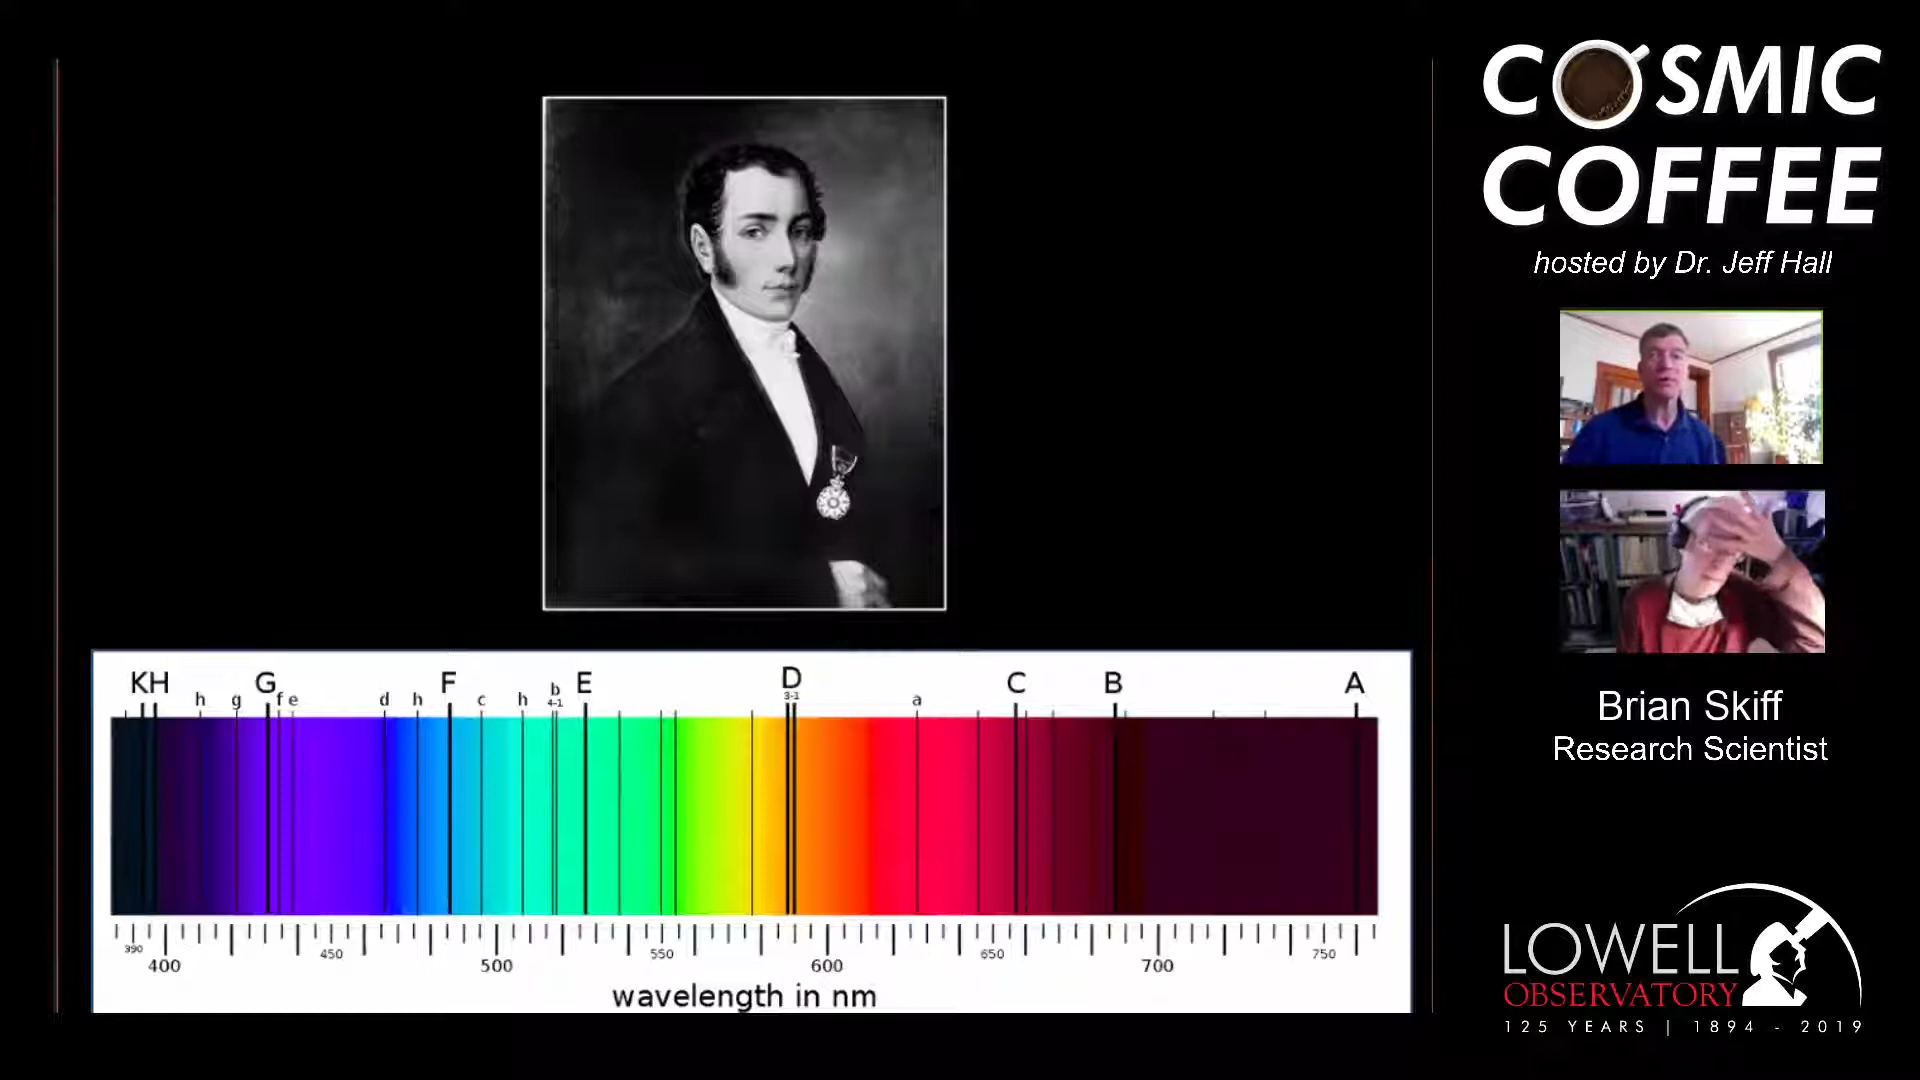 COSMIC
COFFEE
hosted by Dr. Jeff Hall
Brian Skiff
Research Scientist
KH
h
g
G
f
e
d
h
F
c
h
b
4-1
E
D
3-1
a
C
B
A
390
400
450
500
550
600
650
700
750
wavelength in nm
LOWELL
OBSERVATORY
125 YEARS | 1894 - 2019